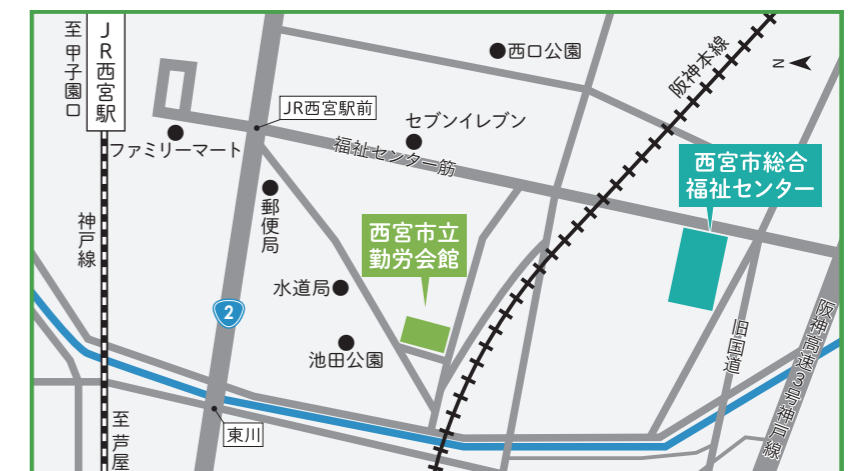 至甲子園口
JR西宮駅
西口公園
阪神本線
N
JR西宮駅前
セブンイレブン
ファミリーマート
福祉センター筋
西宮市総合
福祉センター
郵便局
西宮市立
勤労会館
神戸線
水道局
2
池田公園
旧国道
阪神高速3号神戸線
至芦屋
東川